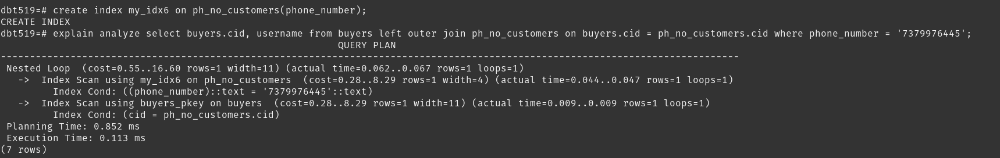 dbt519=# create index my_idx6 on ph_no_customers(phone_number);
CREATE INDEX
dbt519=# explain analyze select buyers.cid, username from buyers left outer join ph_no_customers on buyers.cid = ph_no_customers.cid where phone_number = '7379976445';
QUERY PLAN
-------------------------------------------------------------------------------------------------------------------------------
Nested Loop  (cost=0.55..16.60 rows=1 width=11) (actual time=0.062..0.067 rows=1 loops=1)
->  Index Scan using my_idx6 on ph_no_customers  (cost=0.28..8.29 rows=1 width=4) (actual time=0.044..0.047 rows=1 loops=1)
Index Cond: ((phone_number)::text = '7379976445'::text)
->  Index Scan using buyers_pkey on buyers  (cost=0.28..8.29 rows=1 width=11) (actual time=0.009..0.009 rows=1 loops=1)
Index Cond: (cid = ph_no_customers.cid)
Planning Time: 0.852 ms
Execution Time: 0.113 ms
(7 rows)